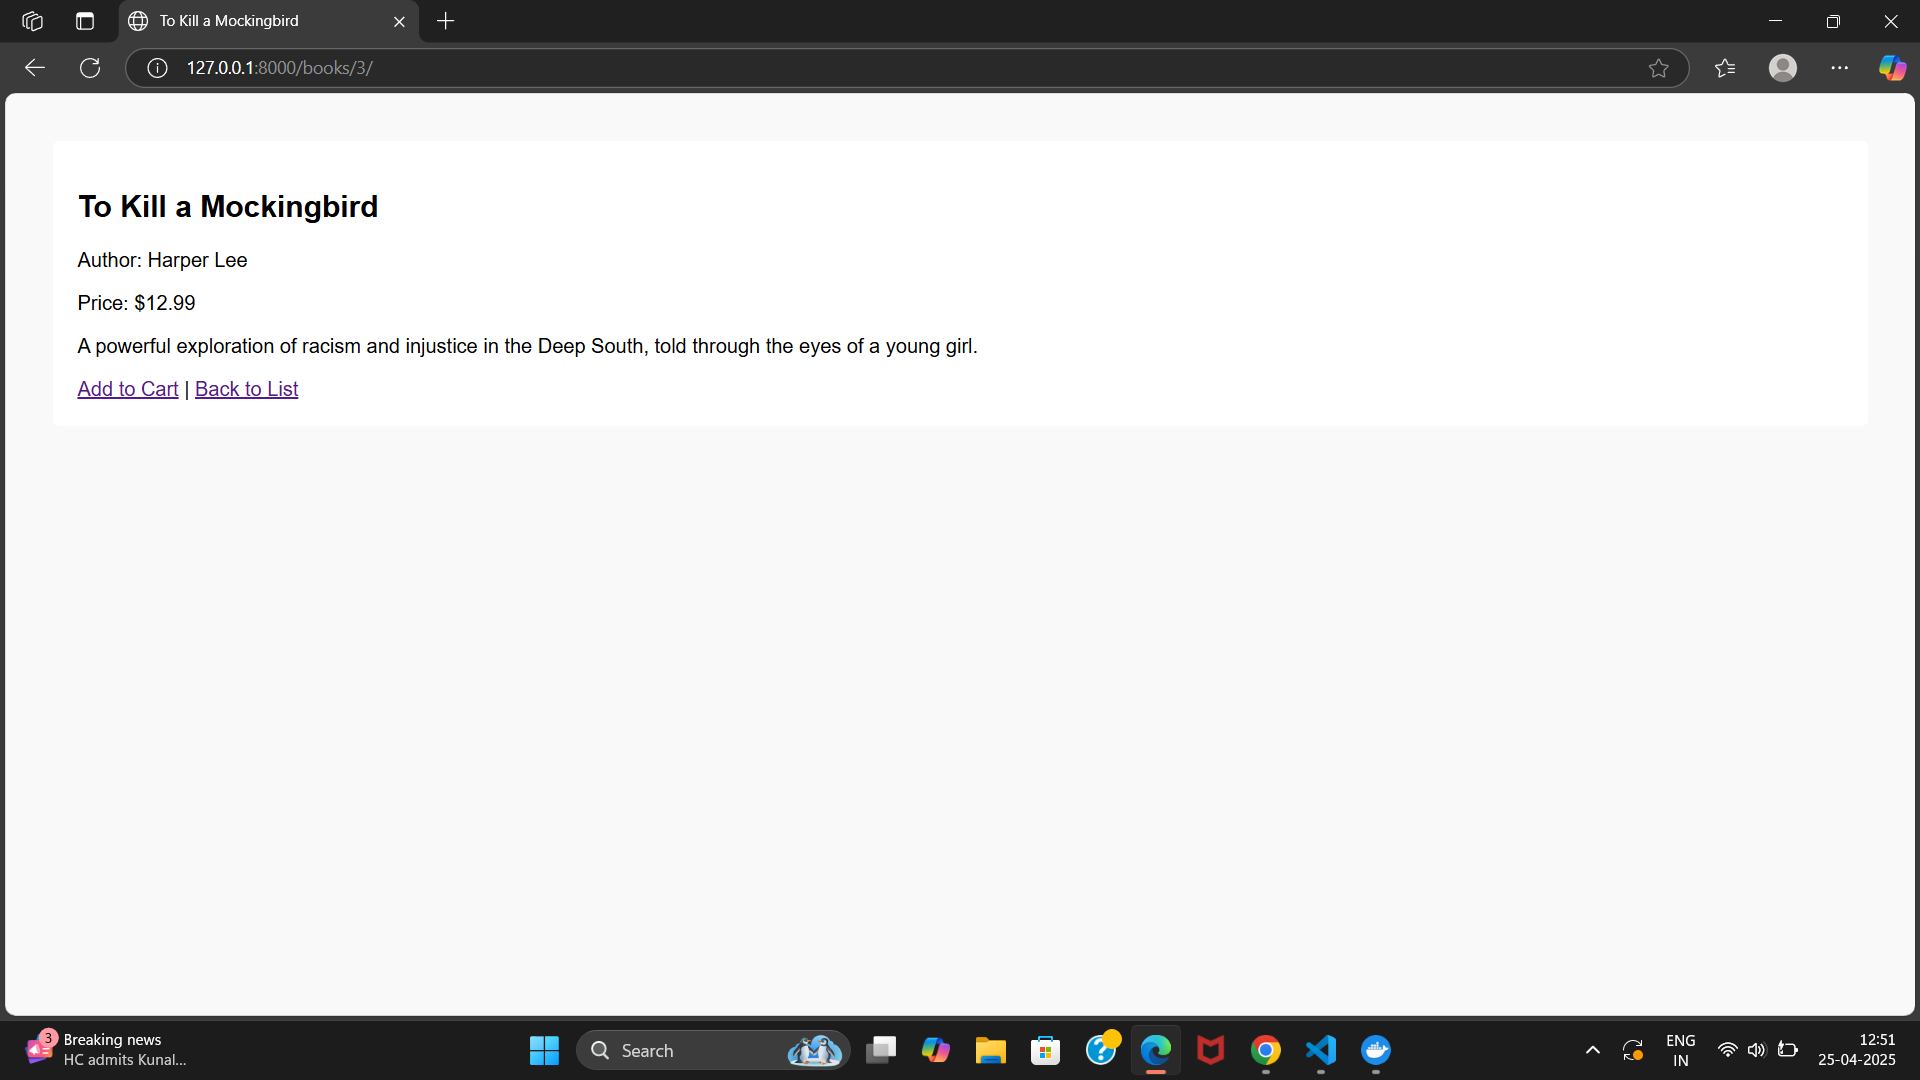 To Kill a Mockingbird
127.0.0.1:8000/books/3/
To Kill a Mockingbird
Author: Harper Lee
Price: $12.99
A powerful exploration of racism and injustice in the Deep South, told through the eyes of a young girl.
Add to Cart | Back to List
3
Breaking news
HC admits Kunal...
Search
ENG
IN
12:51
25-04-2025